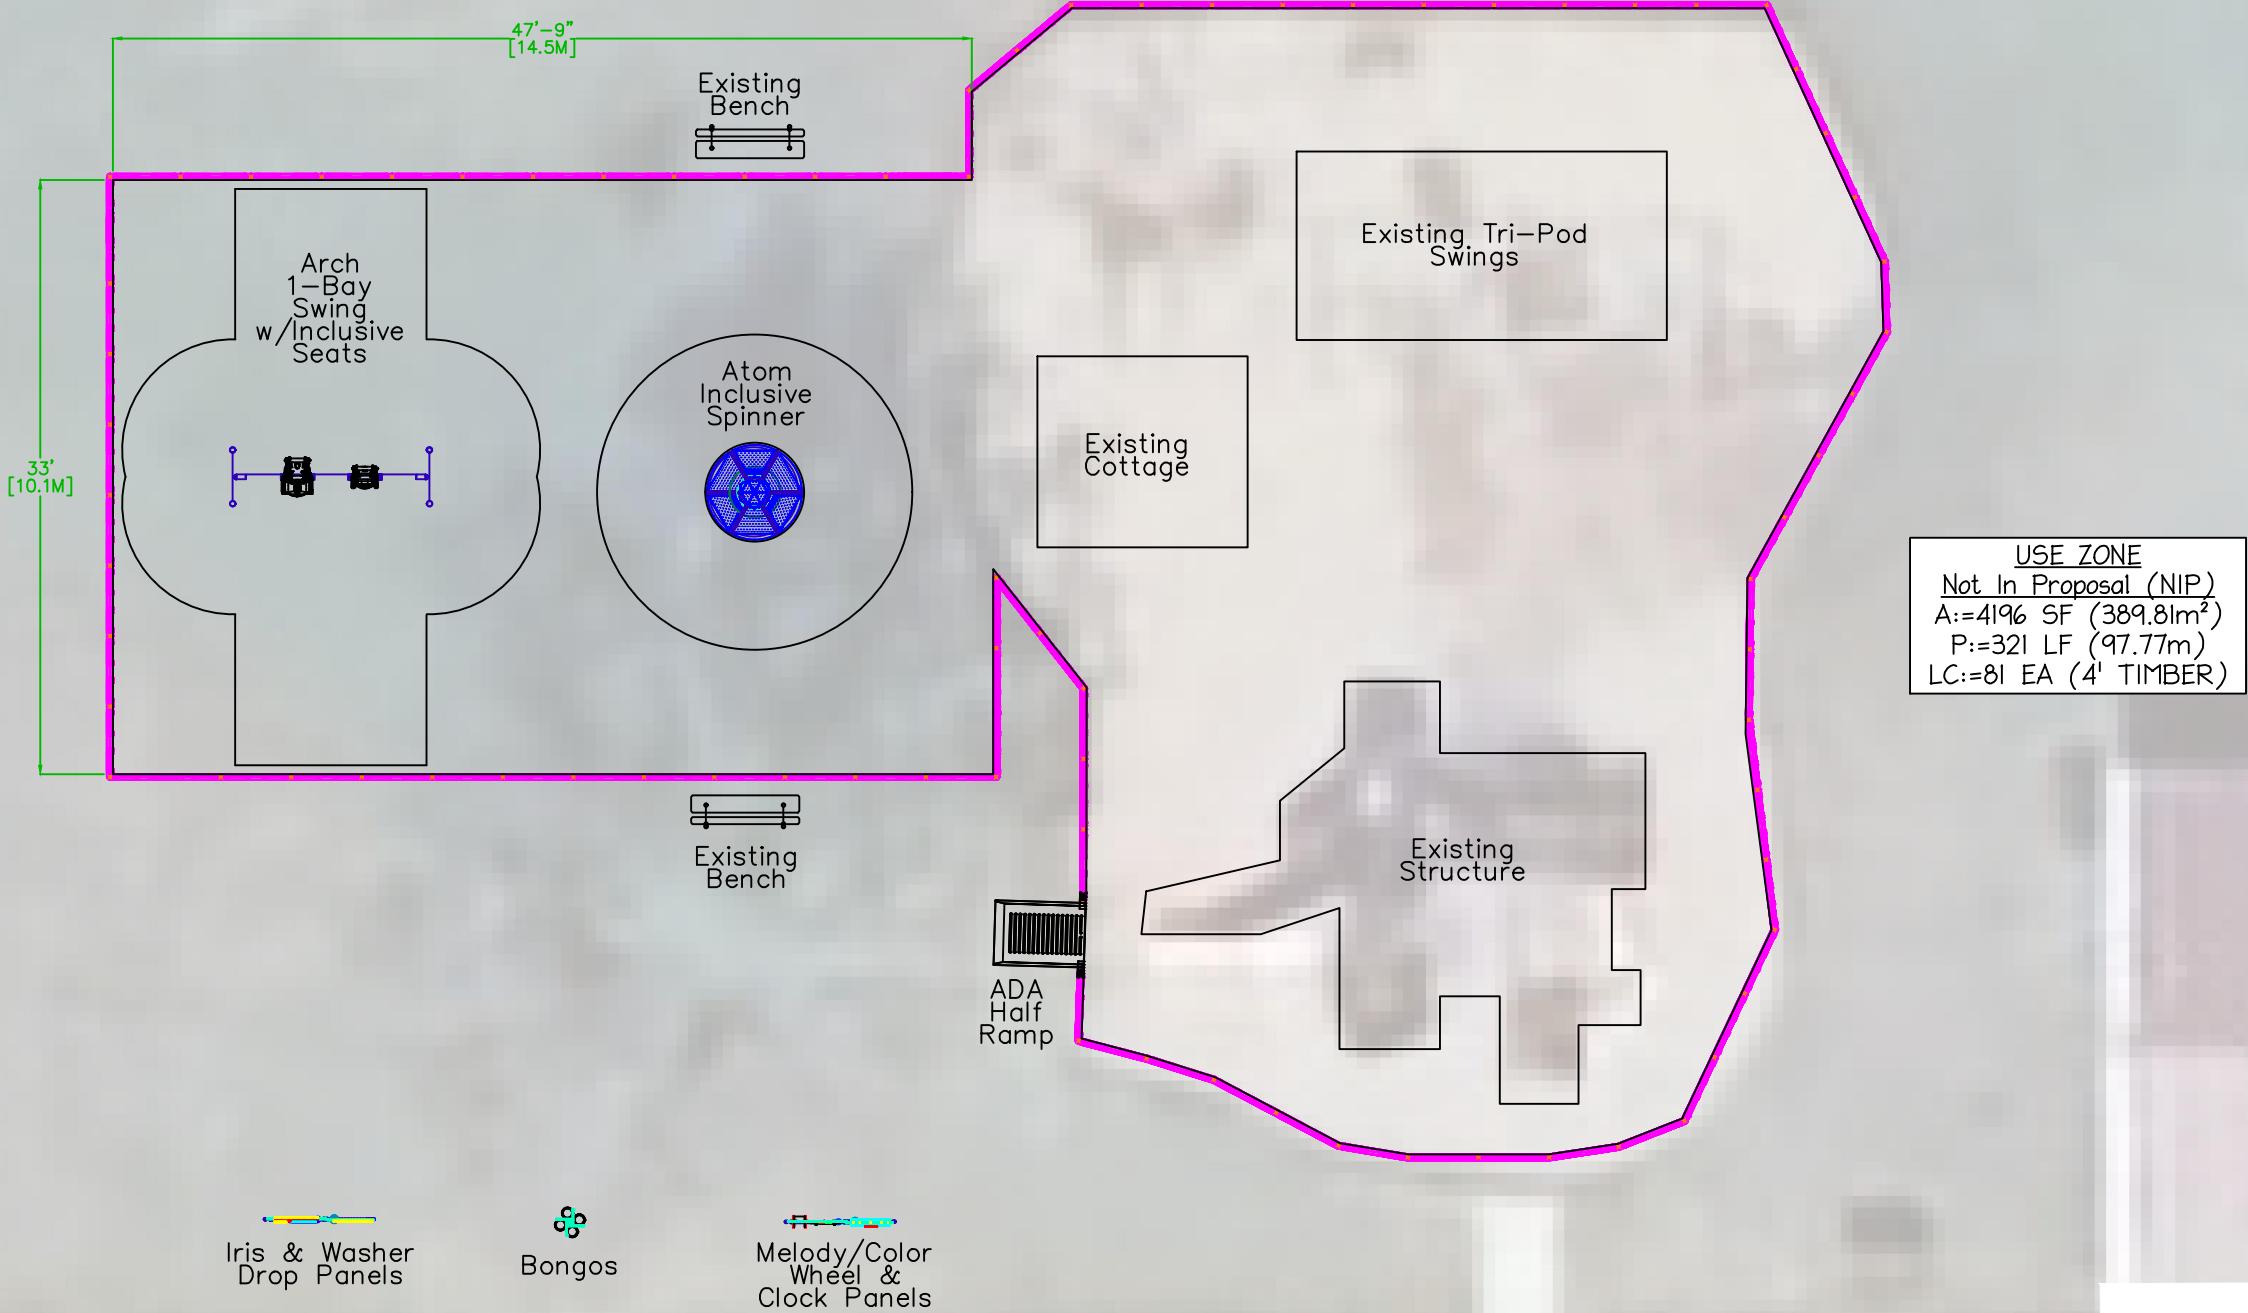 47'-9"
[14.5M]
Existing
Bench
Existing Tri-Pod
Swings
Arch
1-Bay
Swing
w/Inclusive
Seats
Atom
Inclusive
Spinner
Existing
Cottage
33'
[10.1M]
USE ZONE
Not In Proposal (NIP)
A:=4196 SF (389.81m²)
P:=321 LF (97.77m)
LC:=81 EA (4' TIMBER)
Existing
Bench
Existing
Structure
ADA
Half
Ramp
Iris & Washer
Drop Panels
Bongos
Melody/Color
Wheel &
Clock Panels